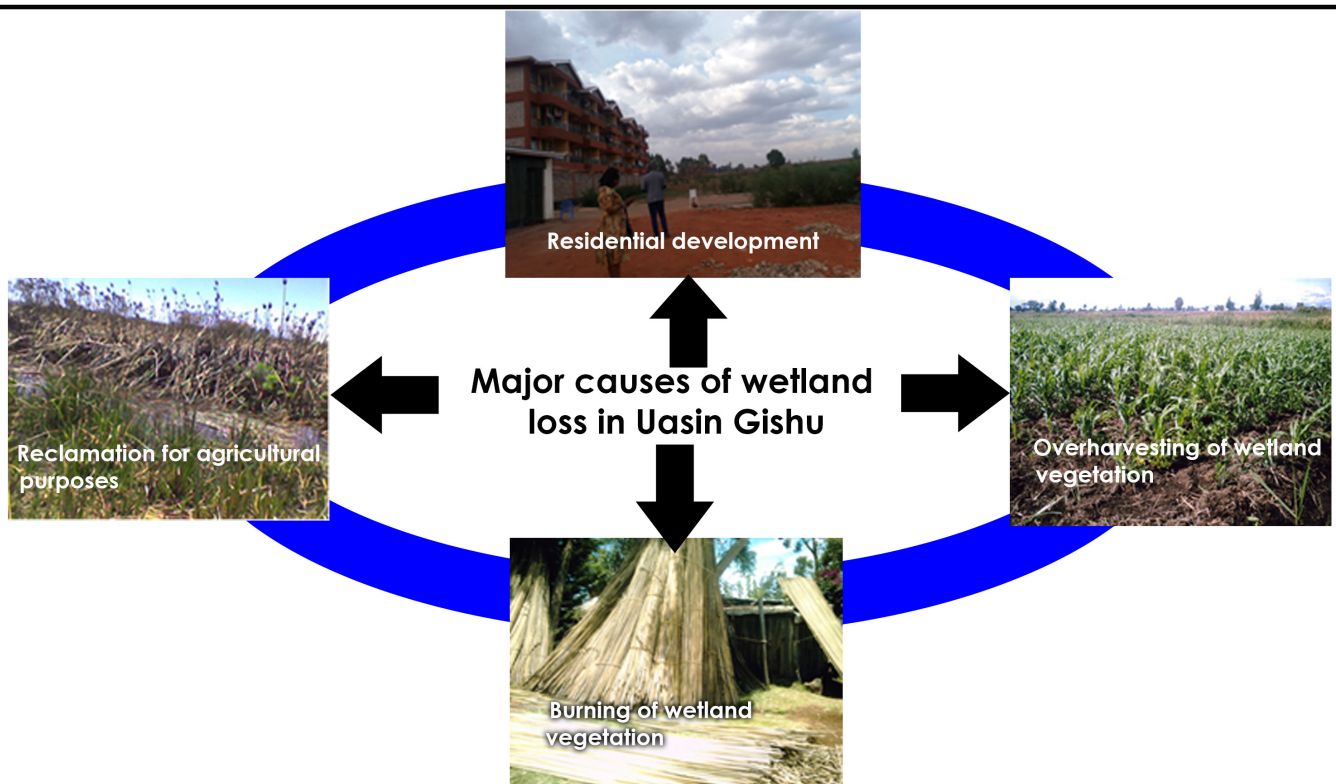 Residential development
Major causes of wetland
loss in Uasin Gishu
Reclamation for agricultural
purposes
Overharvesting of wetland
vegetation
Burning of wetland
vegetation